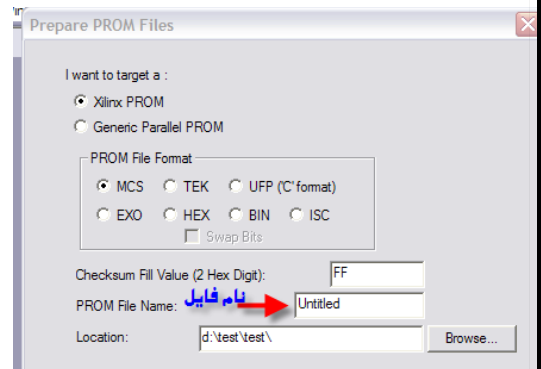 Prepare PROM Files
I want to target a :
Xilinx PROM
Generic Parallel PROM
PROM File Format
MCS TEK UFP ('C' format)
EXO HEX BIN ISC
Swap Bits
Checksum Fill Value (2 Hex Digit): FF
PROM File Name: نام فایل Untitled
Location: d:\test\test\ Browse...